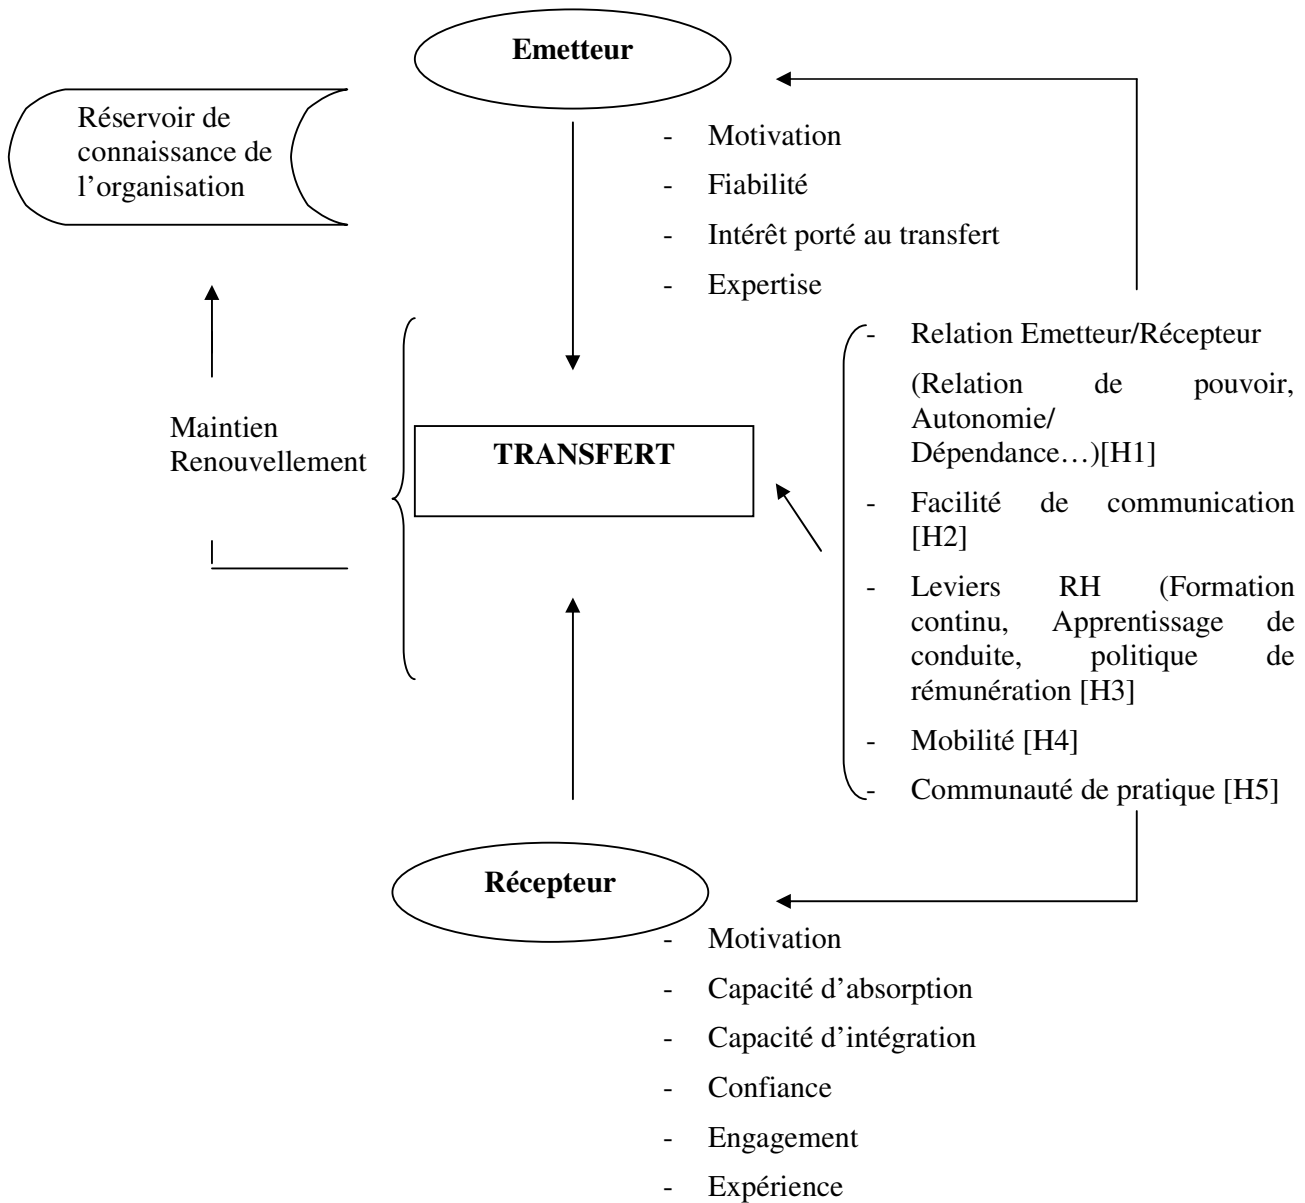 Emetteur
Réservoir de
connaissance de
l’organisation
- Motivation
- Fiabilité
- Intérêt porté au transfert
- Expertise
- Relation Emetteur/Récepteur
(Relation de pouvoir,
Autonomie/
Dépendance…)[H1]
- Facilité de communication
[H2]
- Leviers RH (Formation
continu, Apprentissage de
conduite, politique de
rémunération [H3]
- Mobilité [H4]
- Communauté de pratique [H5]
Maintien
Renouvellement
TRANSFERT
Récepteur
- Motivation
- Capacité d’absorption
- Capacité d’intégration
- Confiance
- Engagement
- Expérience